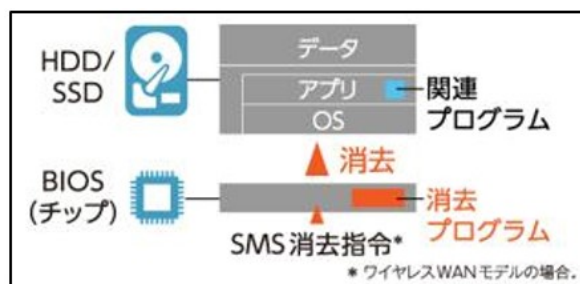 HDD/
SSD
データ
アプリ
OS
関連
プログラム
消去
BIOS
(チップ)
消去
プログラム
SMS消去指令*
* ワイヤレスWANモデルの場合。